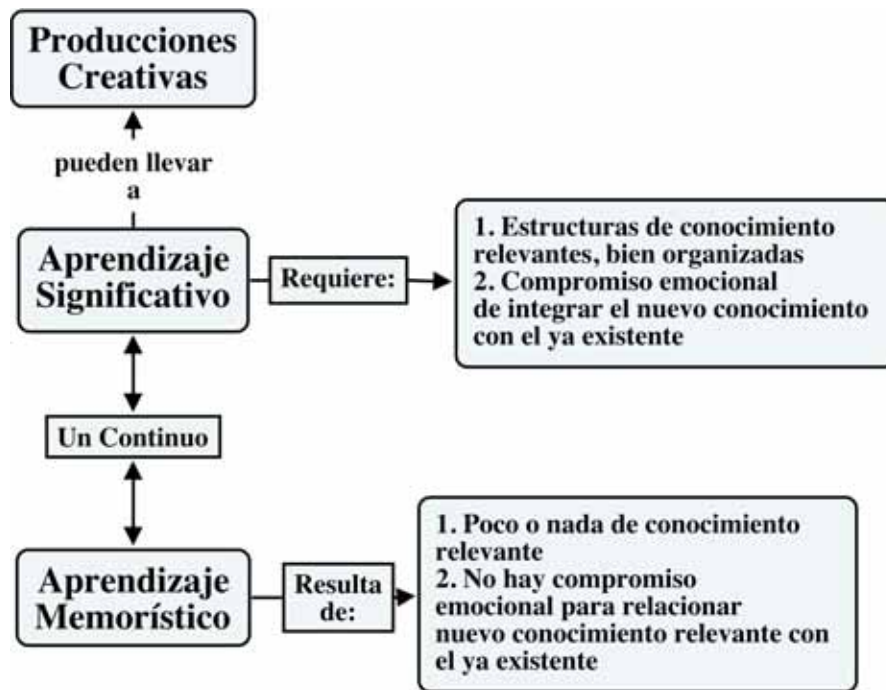 Producciones
Creativas
pueden llevar
a
Aprendizaje
Significativo
Requiere:
1. Estructuras de conocimiento
relevantes, bien organizadas
2. Compromiso emocional
de integrar el nuevo conocimiento
con el ya existente
Un Continuo
Aprendizaje
Memorístico
Resulta
de:
1. Poco o nada de conocimiento
relevante
2. No hay compromiso
emocional para relacionar
nuevo conocimiento relevante con
el ya existente